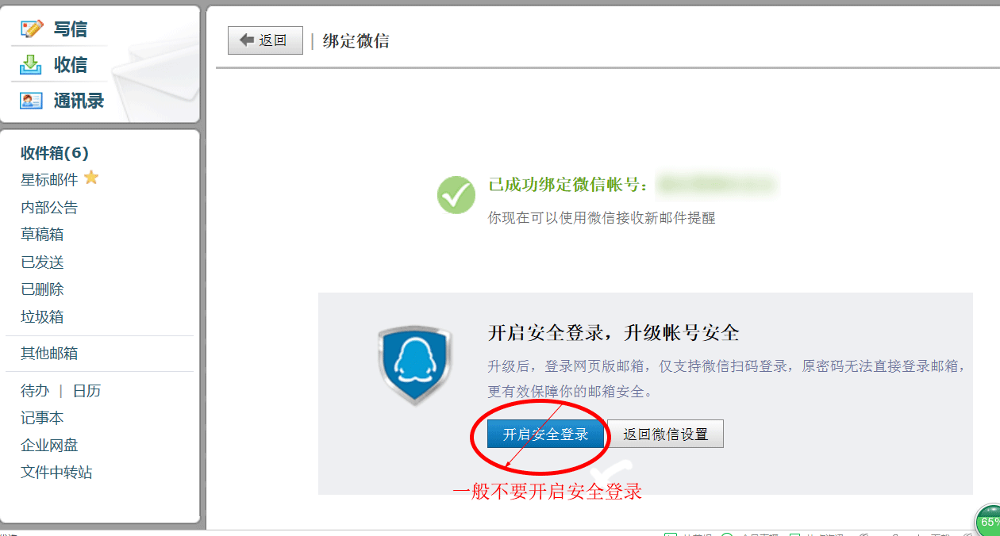 写信
收信
通讯录
收件箱(6)
星标邮件
内部公告
草稿箱
已发送
已删除
垃圾箱
其他邮箱
待办 | 日历
记事本
企业网盘
文件中转站
返回 | 绑定微信
已成功绑定微信帐号：
你现在可以使用微信接收新邮件提醒
开启安全登录，升级帐号安全
升级后，登录网页版邮箱，仅支持微信扫码登录，原密码无法直接登录邮箱，
更有效保障你的邮箱安全。
开启安全登录 返回微信设置
一般不要开启安全登录
65%